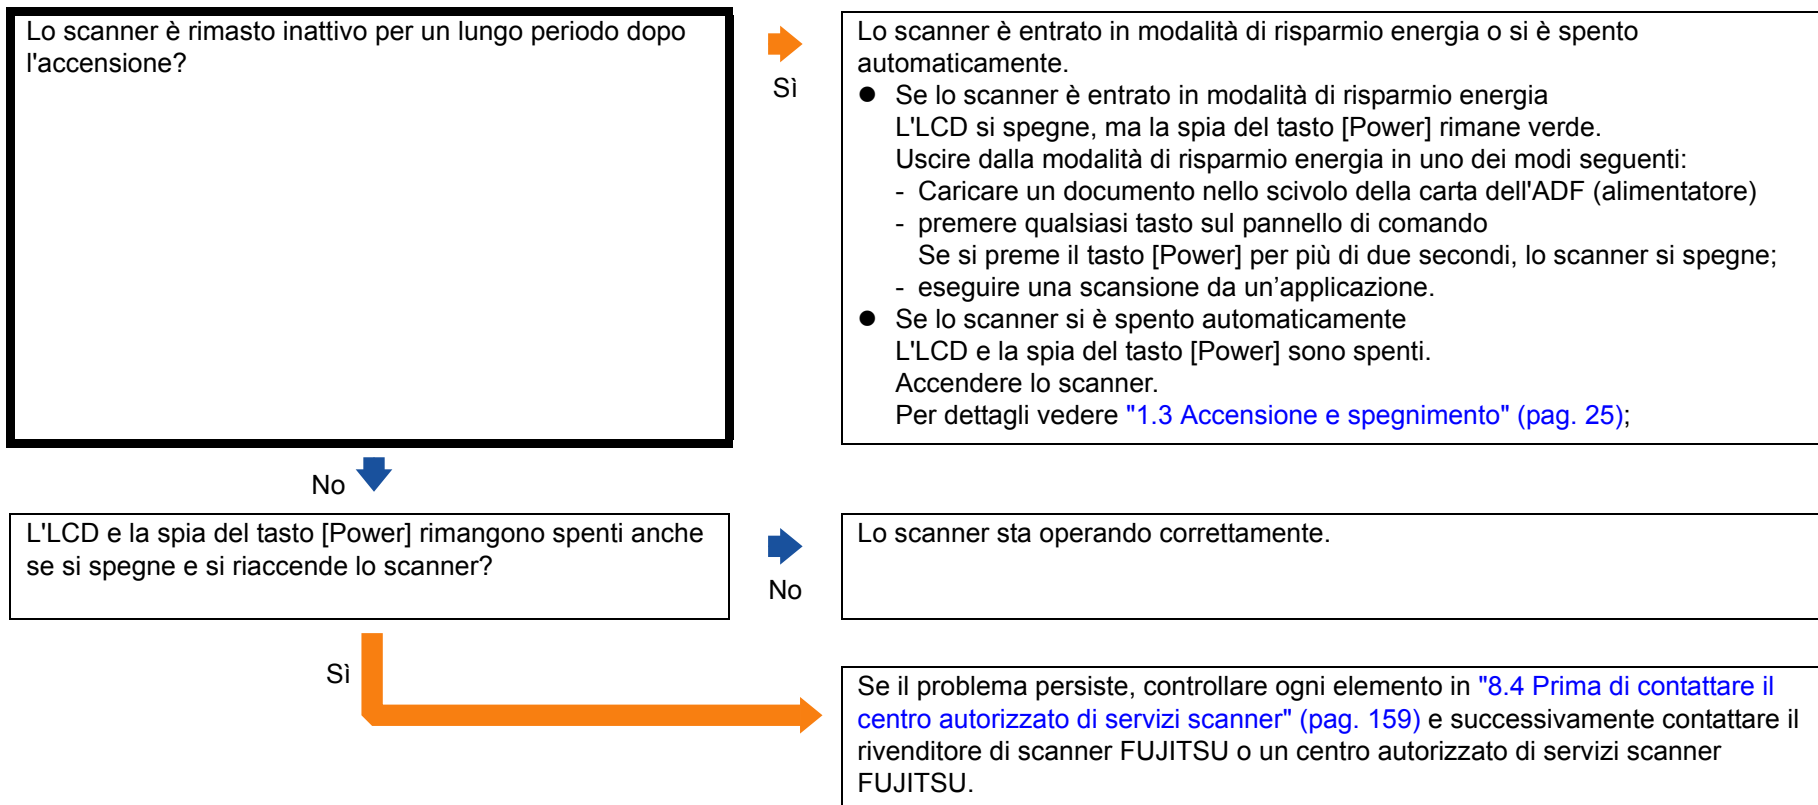 Lo scanner è rimasto inattivo per un lungo periodo dopo
l'accensione?
Sì
Lo scanner è entrato in modalità di risparmio energia o si è spento
automaticamente.
● Se lo scanner è entrato in modalità di risparmio energia
L'LCD si spegne, ma la spia del tasto [Power] rimane verde.
Uscire dalla modalità di risparmio energia in uno dei modi seguenti:
- Caricare un documento nello scivolo della carta dell'ADF (alimentatore)
- premere qualsiasi tasto sul pannello di comando
Se si preme il tasto [Power] per più di due secondi, lo scanner si spegne;
- eseguire una scansione da un’applicazione.
● Se lo scanner si è spento automaticamente
L'LCD e la spia del tasto [Power] sono spenti.
Accendere lo scanner.
Per dettagli vedere "1.3 Accensione e spegnimento" (pag. 25);
No
L'LCD e la spia del tasto [Power] rimangono spenti anche
se si spegne e si riaccende lo scanner?
No
Lo scanner sta operando correttamente.
Sì
Se il problema persiste, controllare ogni elemento in "8.4 Prima di contattare il
centro autorizzato di servizi scanner" (pag. 159) e successivamente contattare il
rivenditore di scanner FUJITSU o un centro autorizzato di servizi scanner
FUJITSU.